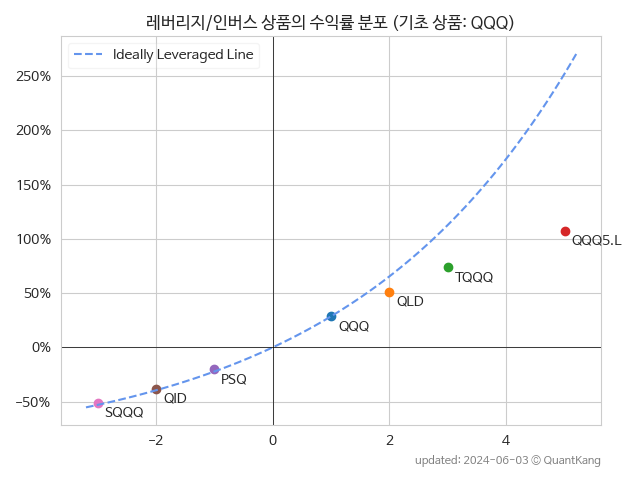 레버리지/인버스 상품의 수익률 분포 (기초 상품: QQQ)
Ideally Leveraged Line
250%
200%
150%
100%
50%
0%
−50%
QQQ5.L
TQQQ
QLD
QQQ
PSQ
QID
SQQQ
−2
0
2
4
updated: 2024-06-03 © QuantKang